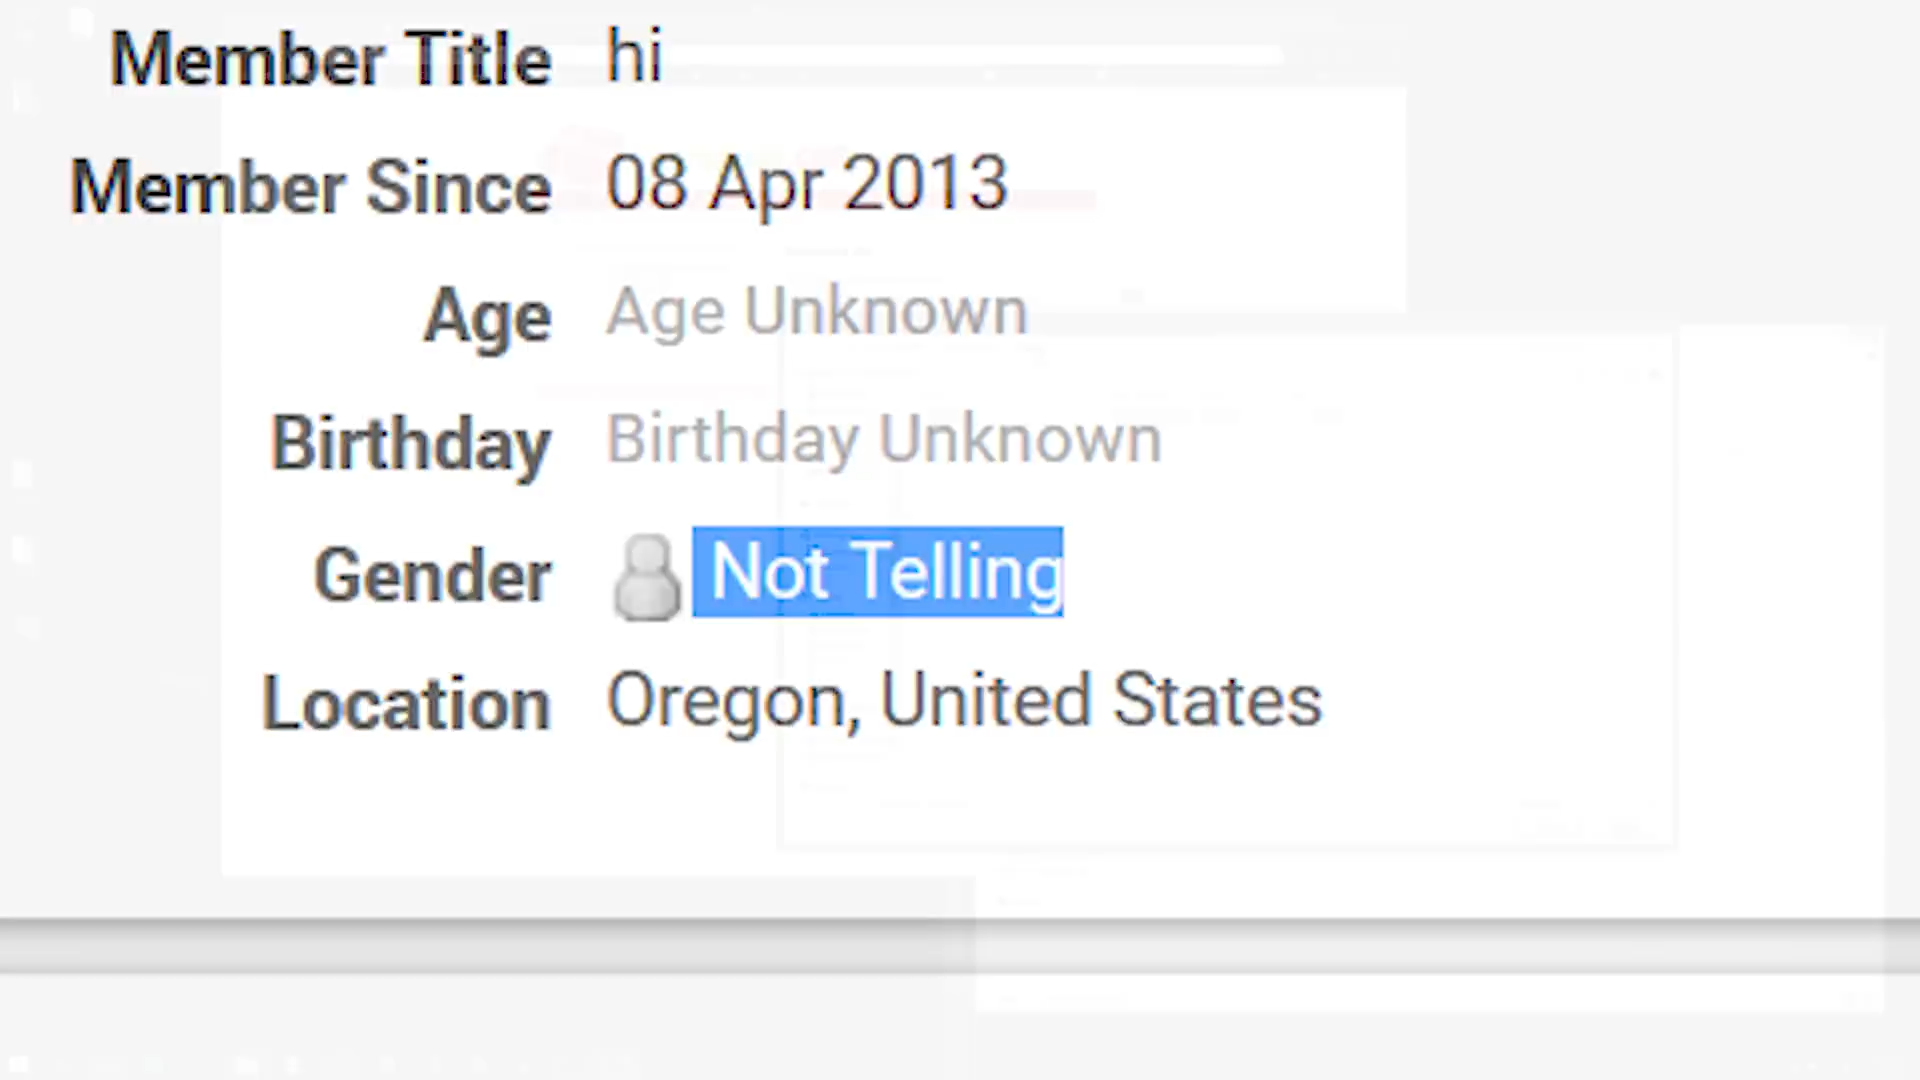 Member Title hi
Member Since 08 Apr 2013
Age Age Unknown
Birthday Birthday Unknown
Gender Not Telling
Location Oregon, United States